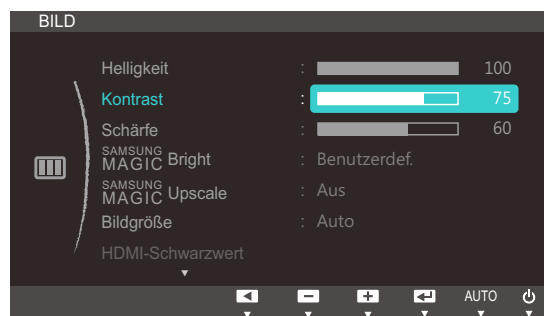 BILD
Helligkeit : 100
Kontrast : 75
Schärfe : 60
SAMSUNG MAGIC Bright : Benutzerdef.
SAMSUNG MAGIC Upscale : Aus
Bildgröße : Auto
HDMI-Schwarzwert
AUTO